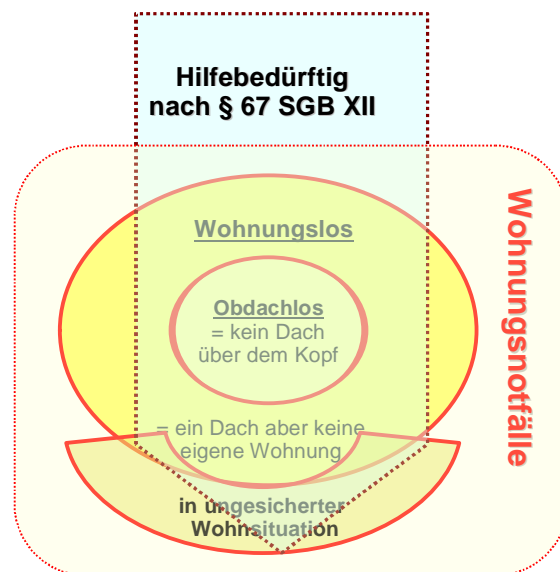 Hilfebedürftig
nach § 67 SGB XII
Wohnungsnotfälle
Wohnungslos
Obdachlos
= kein Dach
über dem Kopf
= ein Dach aber keine
eigene Wohnung
in ungesicherter
Wohnsituation